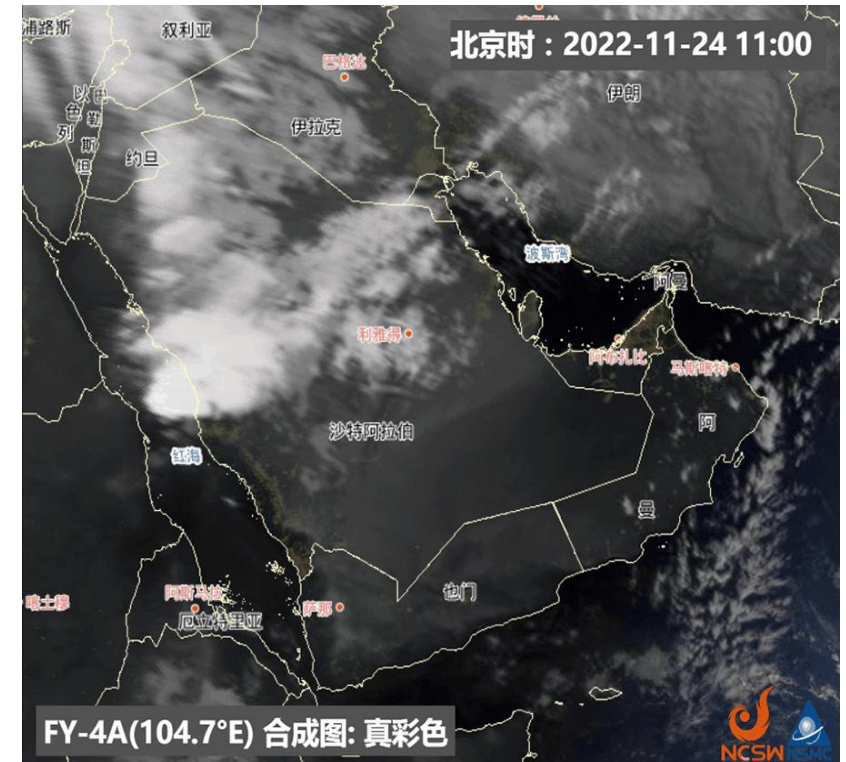 浦路斯
叙利亚
北京时：2022-11-24 11:00
巴格达
伊朗
以色列
巴勒斯坦
伊拉克
约旦
波斯湾
阿曼
利雅得
阿布扎比
马斯喀特
沙特阿拉伯
阿曼
红海
喀土穆
阿斯马拉
萨那
也门
厄立特里亚
FY-4A(104.7°E) 合成图: 真彩色
NCSW NSMC